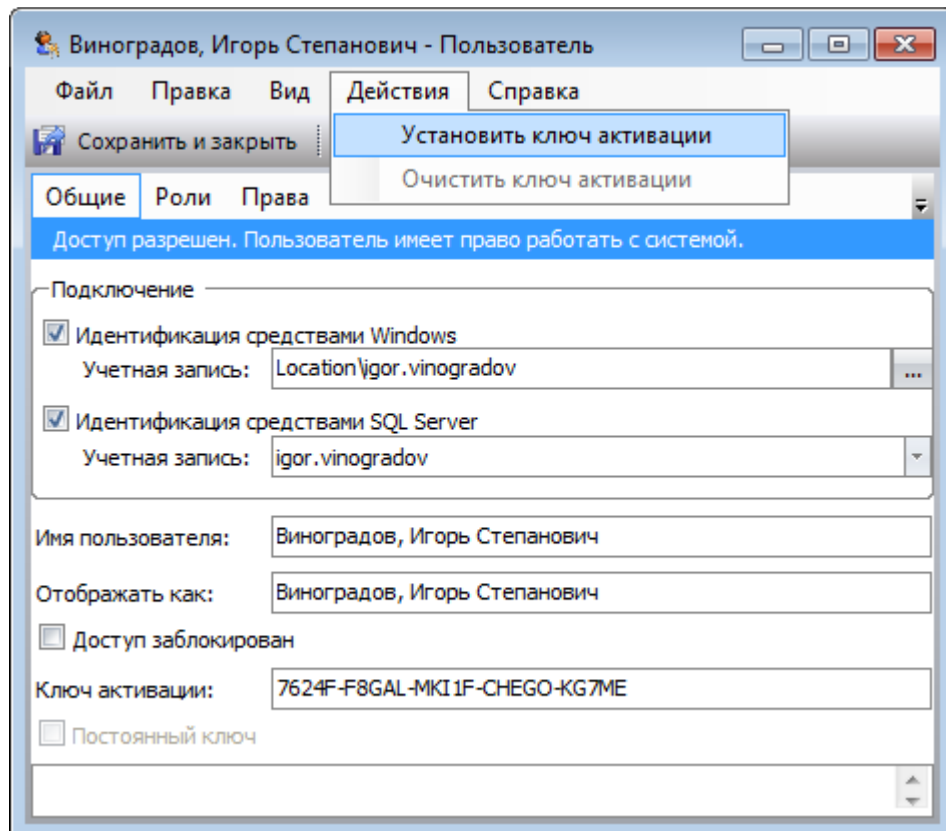 Виноградов, Игорь Степанович - Пользователь
Файл Правка Вид Действия Справка
Сохранить и закрыть
Установить ключ активации
Очистить ключ активации
Общие Роли Права
Доступ разрешен. Пользователь имеет право работать с системой.
Подключение
Идентификация средствами Windows
Учетная запись: Location\igor.vinogradov ...
Идентификация средствами SQL Server
Учетная запись: igor.vinogradov
Имя пользователя: Виноградов, Игорь Степанович
Отображать как: Виноградов, Игорь Степанович
Доступ заблокирован
Ключ активации: 7624F-F8GAL-MKI1F-CHEGO-KG7ME
Постоянный ключ